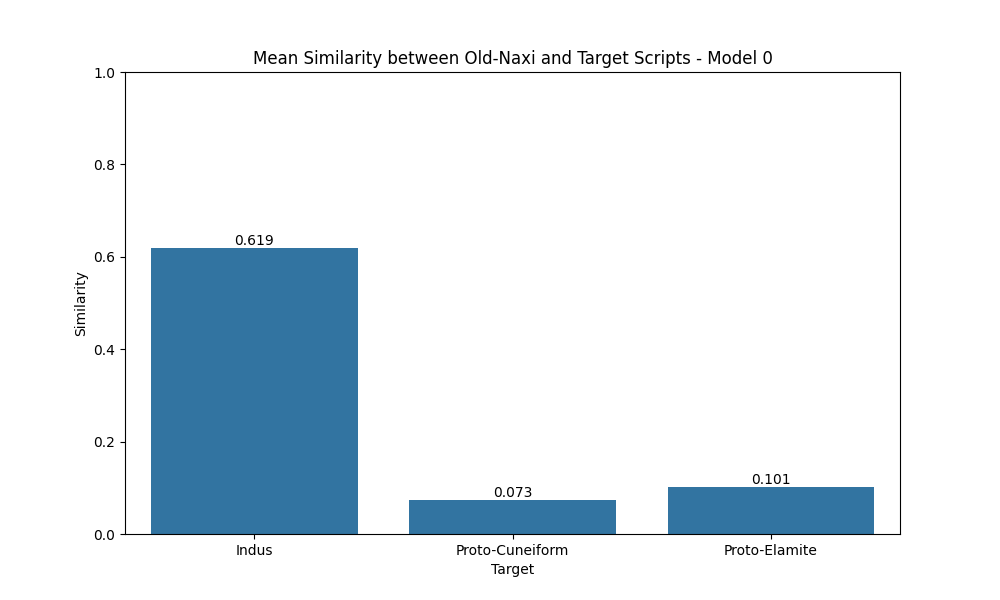 Mean Similarity between Old-Naxi and Target Scripts - Model 0
1.0
0.8
0.6
0.4
0.2
0.0
Similarity
0.619
0.073
0.101
Indus
Proto-Cuneiform
Proto-Elamite
Target